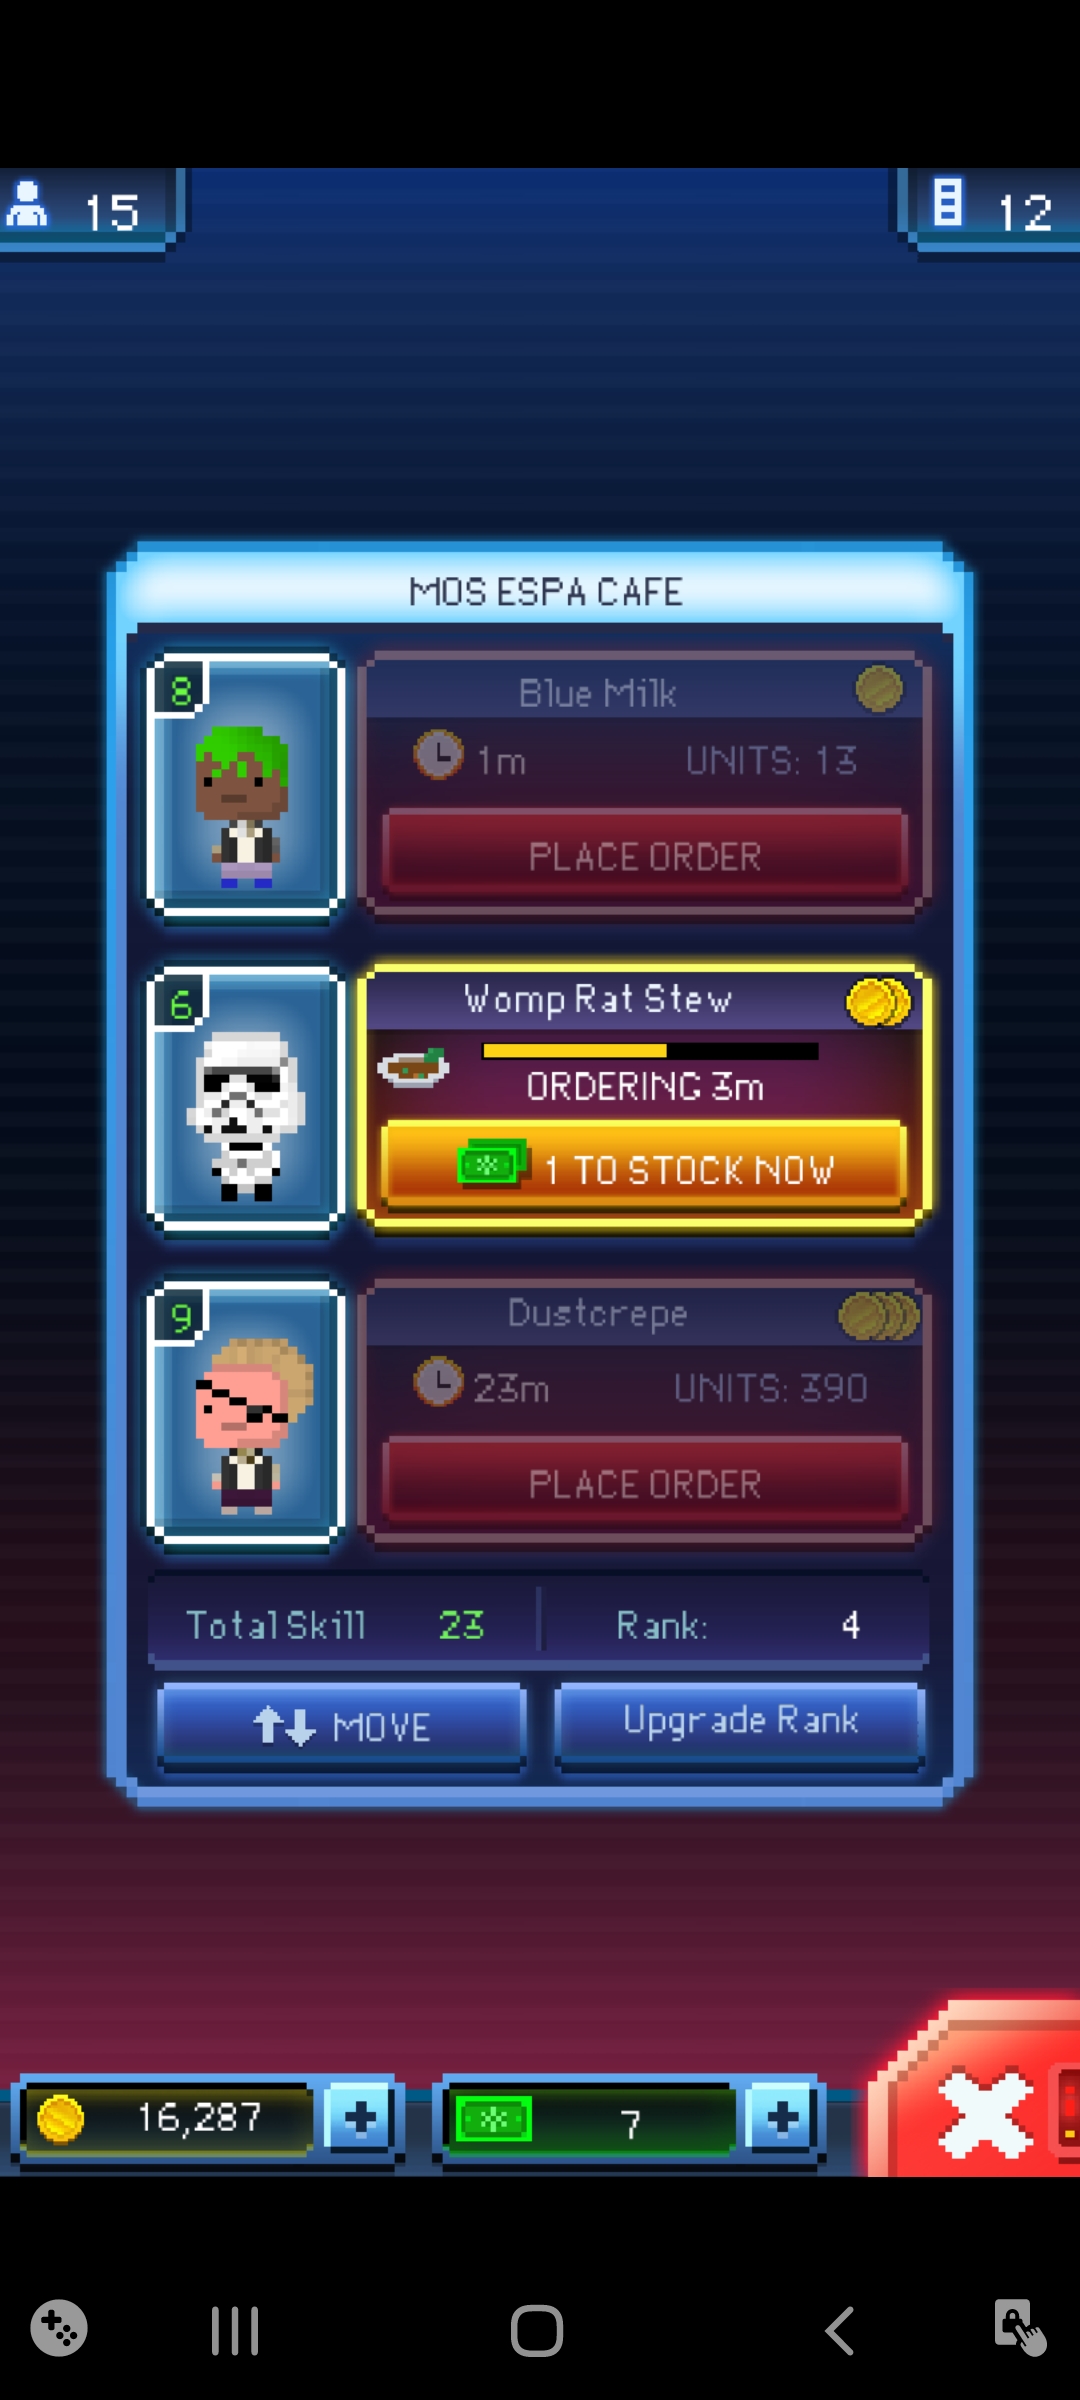 15
12
MOS ESPA CAFE
8
Blue Milk
1m UNITS: 13
PLACE ORDER
6
Womp Rat Stew
ORDERING 3m
1 TO STOCK NOW
9
Dustcrepe
23m UNITS: 390
PLACE ORDER
Total Skill 23 Rank: 4
MOVE Upgrade Rank
16,287 7